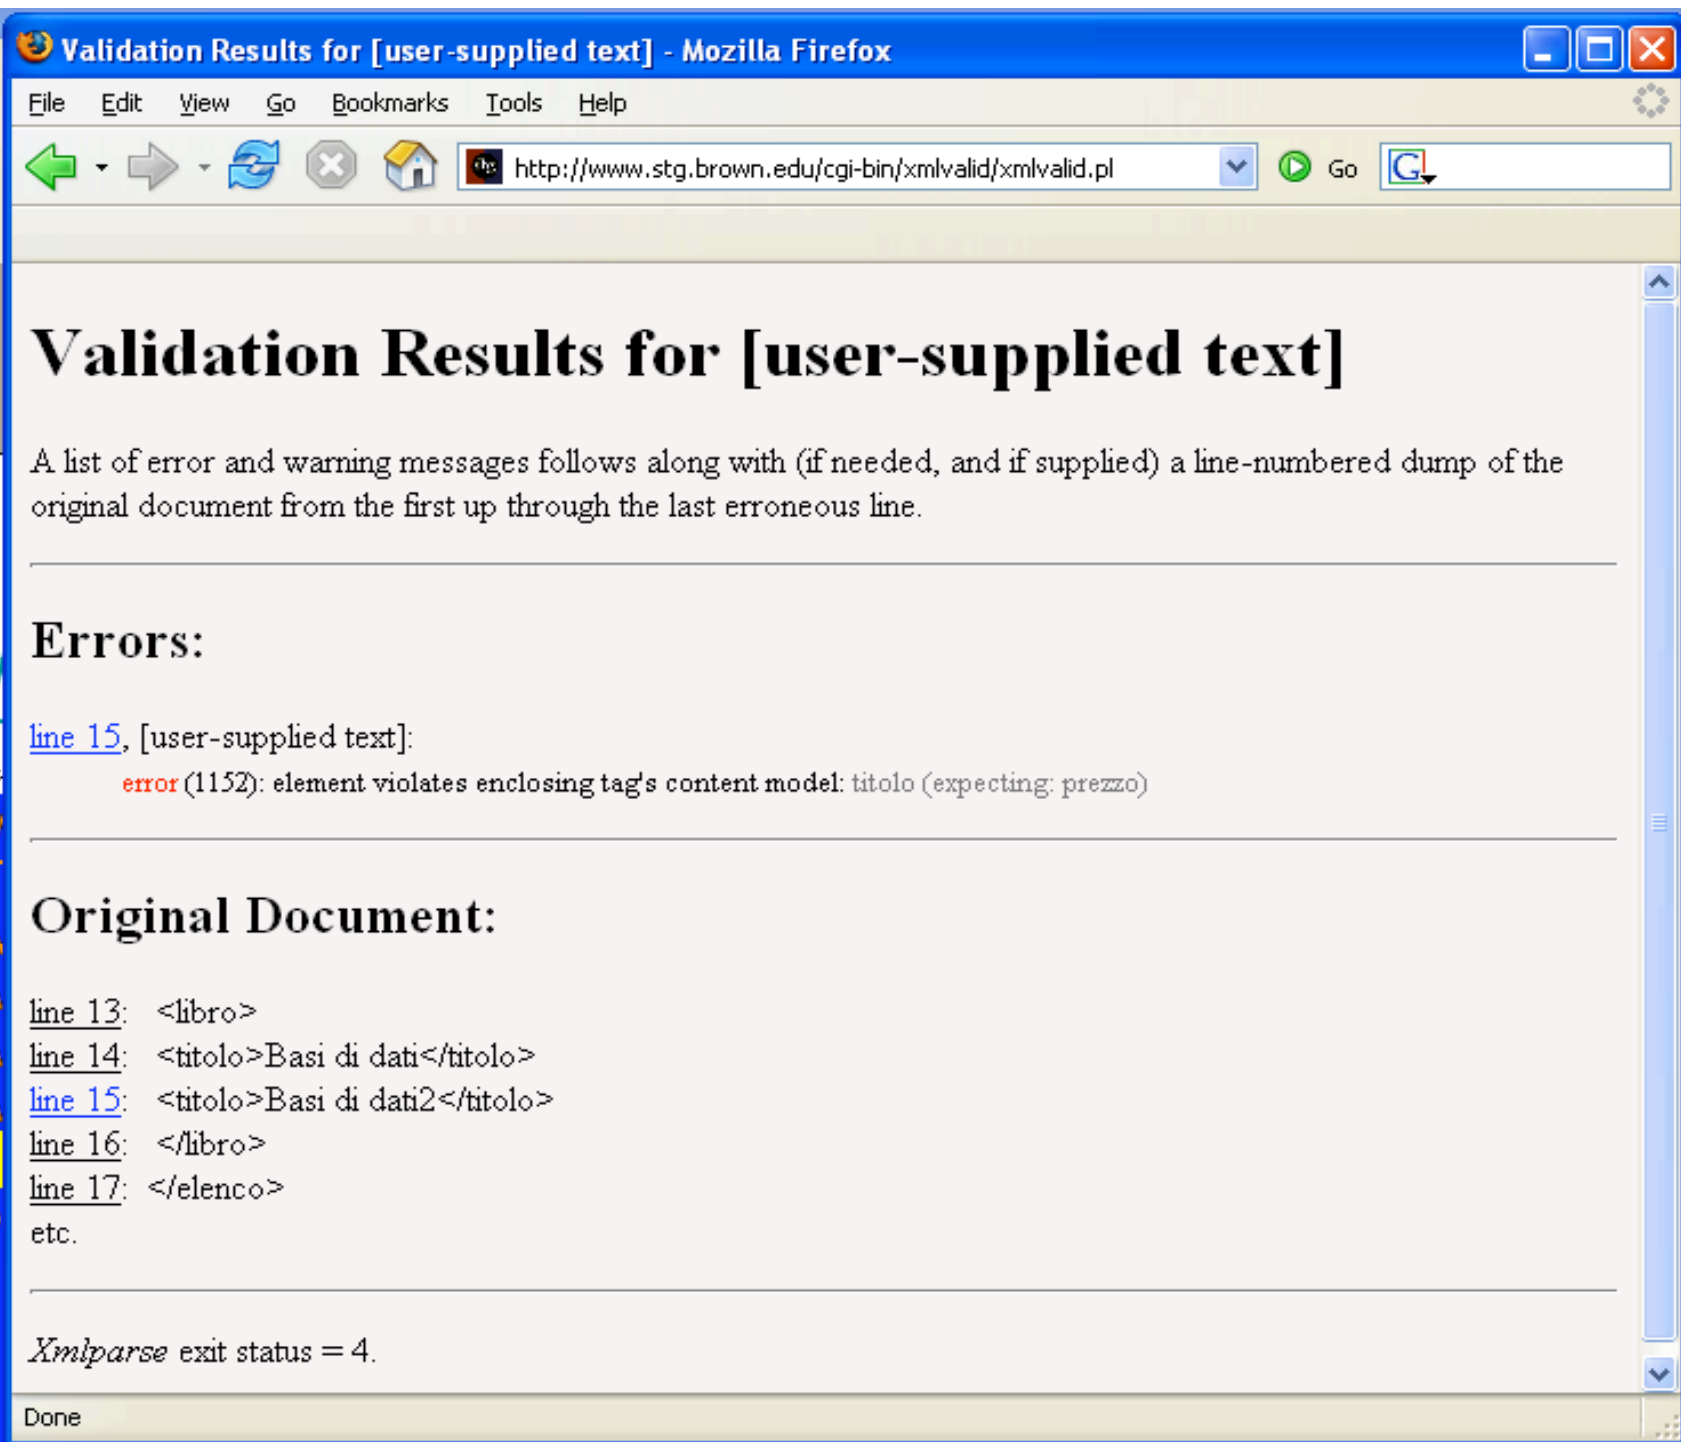 Validation Results for [user-supplied text] - Mozilla Firefox
File Edit View Go Bookmarks Tools Help
http://www.stg.brown.edu/cgi-bin/xmlvalid/xmlvalid.pl Go G
Validation Results for [user-supplied text]
A list of error and warning messages follows along with (if needed, and if supplied) a line-numbered dump of the
original document from the first up through the last erroneous line.
Errors:
line 15, [user-supplied text]:
error (1152): element violates enclosing tag's content model: titolo (expecting: prezzo)
Original Document:
line 13: <libro>
line 14: <titolo>Basi di dati</titolo>
line 15: <titolo>Basi di dati2</titolo>
line 16: </libro>
line 17: </elenco>
etc.
Xmlparse exit status = 4.
Done